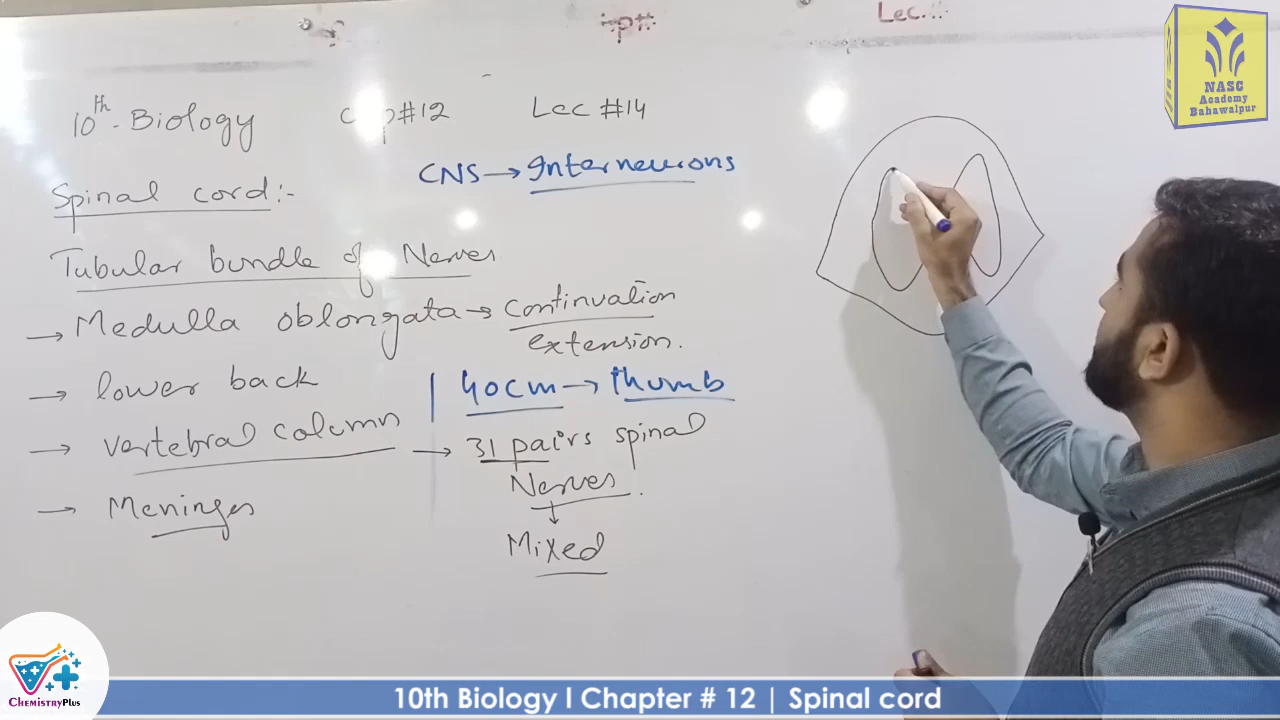 Lec.
NASC
Academy
Bahawalpur
10th. Biology
#12
Lec #14
CNS → Interneurons
Spinal cord:-
Tubular bundle of Nerves
→ Medulla oblongata → continuation
extension.
→ lower back
40cm → thumb
→ vertebral column
→ 31 pairs spinal
Nerves.
→ Meninges
Mixed
ChemistryPlus
10th Biology I Chapter # 12 | Spinal cord